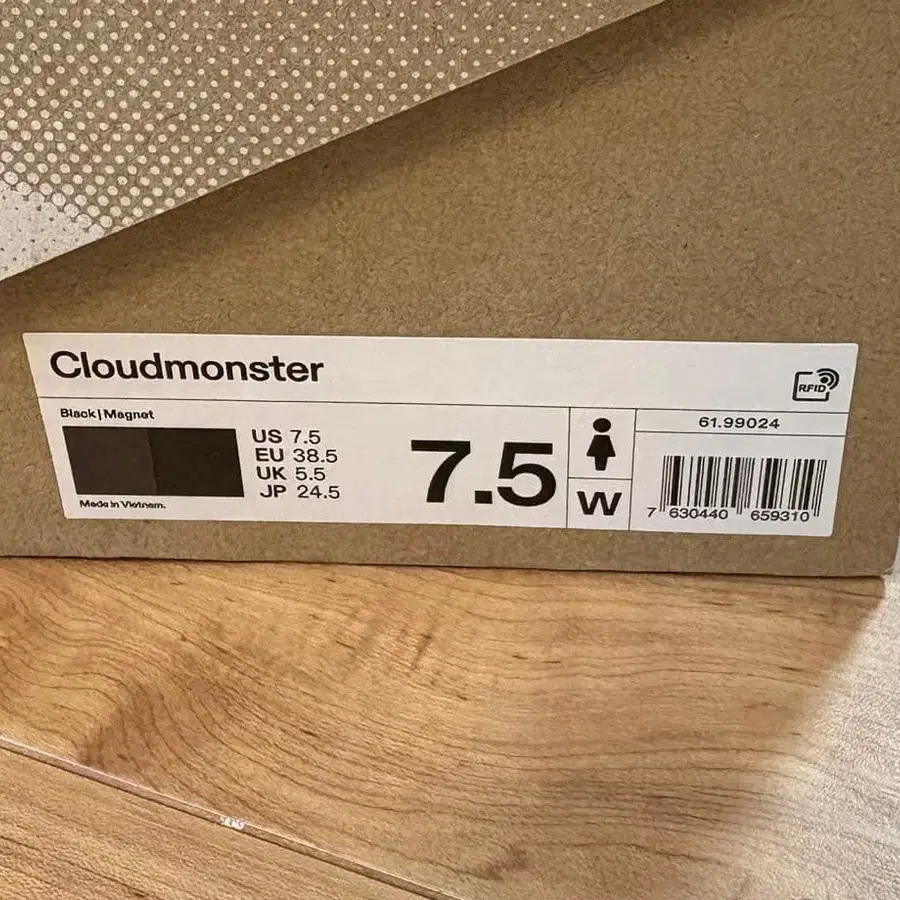 Cloudmonster
RFID
Black | Magnet
US 7.5
EU 38.5
UK 5.5
JP 24.5
Made in Vietnam.
7.5
W
61.99024
7 630440 659310